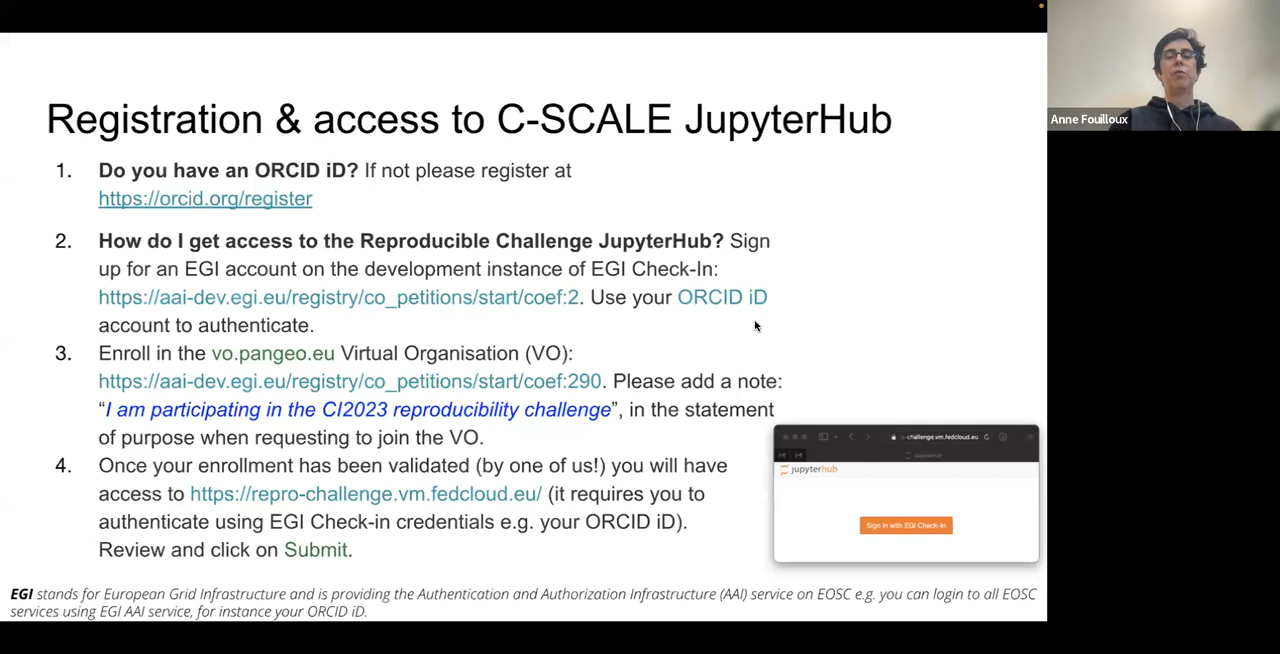 Registration & access to C-SCALE JupyterHub
1. Do you have an ORCID iD? If not please register at
https://orcid.org/register
2. How do I get access to the Reproducible Challenge JupyterHub? Sign
up for an EGI account on the development instance of EGI Check-In:
https://aai-dev.egi.eu/registry/co_petitions/start/coef:2. Use your ORCID iD
account to authenticate.
3. Enroll in the vo.pangeo.eu Virtual Organisation (VO):
https://aai-dev.egi.eu/registry/co_petitions/start/coef:290. Please add a note:
“I am participating in the CI2023 reproducibility challenge”, in the statement
of purpose when requesting to join the VO.
4. Once your enrollment has been validated (by one of us!) you will have
access to https://repro-challenge.vm.fedcloud.eu/ (it requires you to
authenticate using EGI Check-in credentials e.g. your ORCID iD).
Review and click on Submit.
-challenge.vm.fedcloud.eu
jupyterhub
Sign in with EGI Check-In
EGI stands for European Grid Infrastructure and is providing the Authentication and Authorization Infrastructure (AAI) service on EOSC e.g. you can login to all EOSC
services using EGI AAI service, for instance your ORCID iD.
Anne Fouilloux